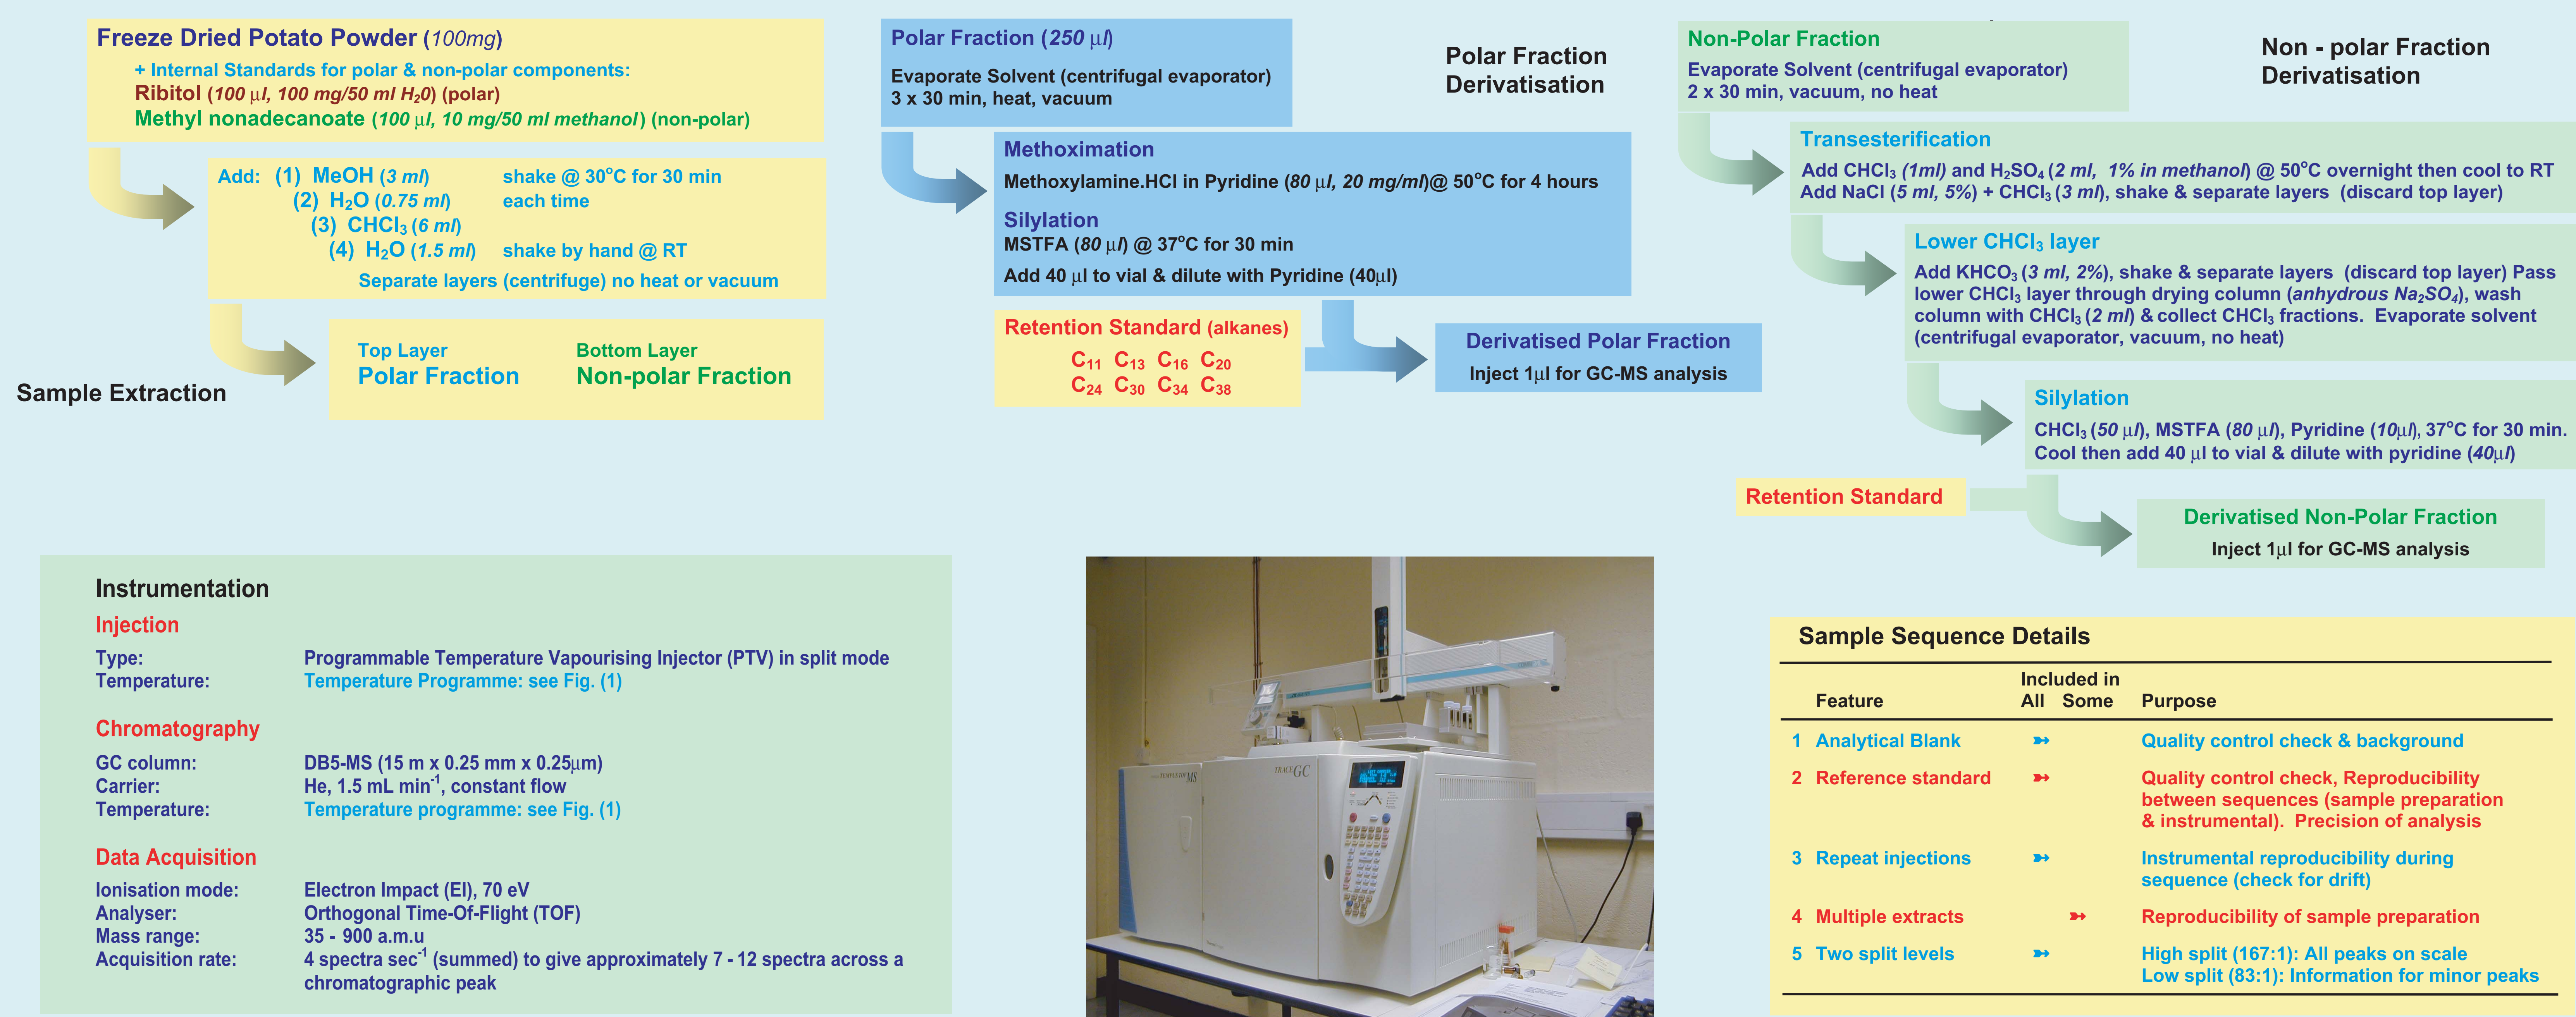 Freeze Dried Potato Powder (100mg)
+ Internal Standards for polar & non-polar components:
Ribitol (100 µl, 100 mg/50 ml H₂0) (polar)
Methyl nonadecanoate (100 µl, 10 mg/50 ml methanol) (non-polar)
Add: (1) MeOH (3 ml) shake @ 30°C for 30 min
(2) H₂O (0.75 ml) each time
(3) CHCl₃ (6 ml)
(4) H₂O (1.5 ml) shake by hand @ RT
Separate layers (centrifuge) no heat or vacuum
Top Layer
Polar Fraction
Bottom Layer
Non-polar Fraction
Sample Extraction
Polar Fraction (250 µl)
Evaporate Solvent (centrifugal evaporator)
3 x 30 min, heat, vacuum
Polar Fraction
Derivatisation
Methoximation
Methoxylamine.HCl in Pyridine (80 µl, 20 mg/ml)@ 50°C for 4 hours
Silylation
MSTFA (80 µl) @ 37°C for 30 min
Add 40 µl to vial & dilute with Pyridine (40µl)
Retention Standard (alkanes)
C₁₁ C₁₃ C₁₆ C₂₀
C₂₄ C₃₀ C₃₄ C₃₈
Derivatised Polar Fraction
Inject 1µl for GC-MS analysis
Non-Polar Fraction
Evaporate Solvent (centrifugal evaporator)
2 x 30 min, vacuum, no heat
Non - polar Fraction
Derivatisation
Transesterification
Add CHCl₃ (1ml) and H₂SO₄ (2 ml, 1% in methanol) @ 50°C overnight then cool to RT
Add NaCl (5 ml, 5%) + CHCl₃ (3 ml), shake & separate layers (discard top layer)
Lower CHCl₃ layer
Add KHCO₃ (3 ml, 2%), shake & separate layers (discard top layer) Pass
lower CHCl₃ layer through drying column (anhydrous Na₂SO₄), wash
column with CHCl₃ (2 ml) & collect CHCl₃ fractions. Evaporate solvent
(centrifugal evaporator, vacuum, no heat)
Silylation
CHCl₃ (50 µl), MSTFA (80 µl), Pyridine (10µl), 37°C for 30 min.
Cool then add 40 µl to vial & dilute with pyridine (40µl)
Retention Standard
Derivatised Non-Polar Fraction
Inject 1µl for GC-MS analysis
Instrumentation
Injection
Type: Programmable Temperature Vapourising Injector (PTV) in split mode
Temperature: Temperature Programme: see Fig. (1)
Chromatography
GC column: DB5-MS (15 m x 0.25 mm x 0.25µm)
Carrier: He, 1.5 mL min⁻¹, constant flow
Temperature: Temperature programme: see Fig. (1)
Data Acquisition
Ionisation mode: Electron Impact (EI), 70 eV
Analyser: Orthogonal Time-Of-Flight (TOF)
Mass range: 35 - 900 a.m.u
Acquisition rate: 4 spectra sec⁻¹ (summed) to give approximately 7 - 12 spectra across a
chromatographic peak
TEMPUS TOF MS
TRACE GC
Sample Sequence Details
Included in
Feature All Some Purpose
1 Analytical Blank ➳ Quality control check & background
2 Reference standard ➳ Quality control check, Reproducibility
between sequences (sample preparation
& instrumental). Precision of analysis
3 Repeat injections ➳ Instrumental reproducibility during
sequence (check for drift)
4 Multiple extracts ➳ Reproducibility of sample preparation
5 Two split levels ➳ High split (167:1): All peaks on scale
Low split (83:1): Information for minor peaks